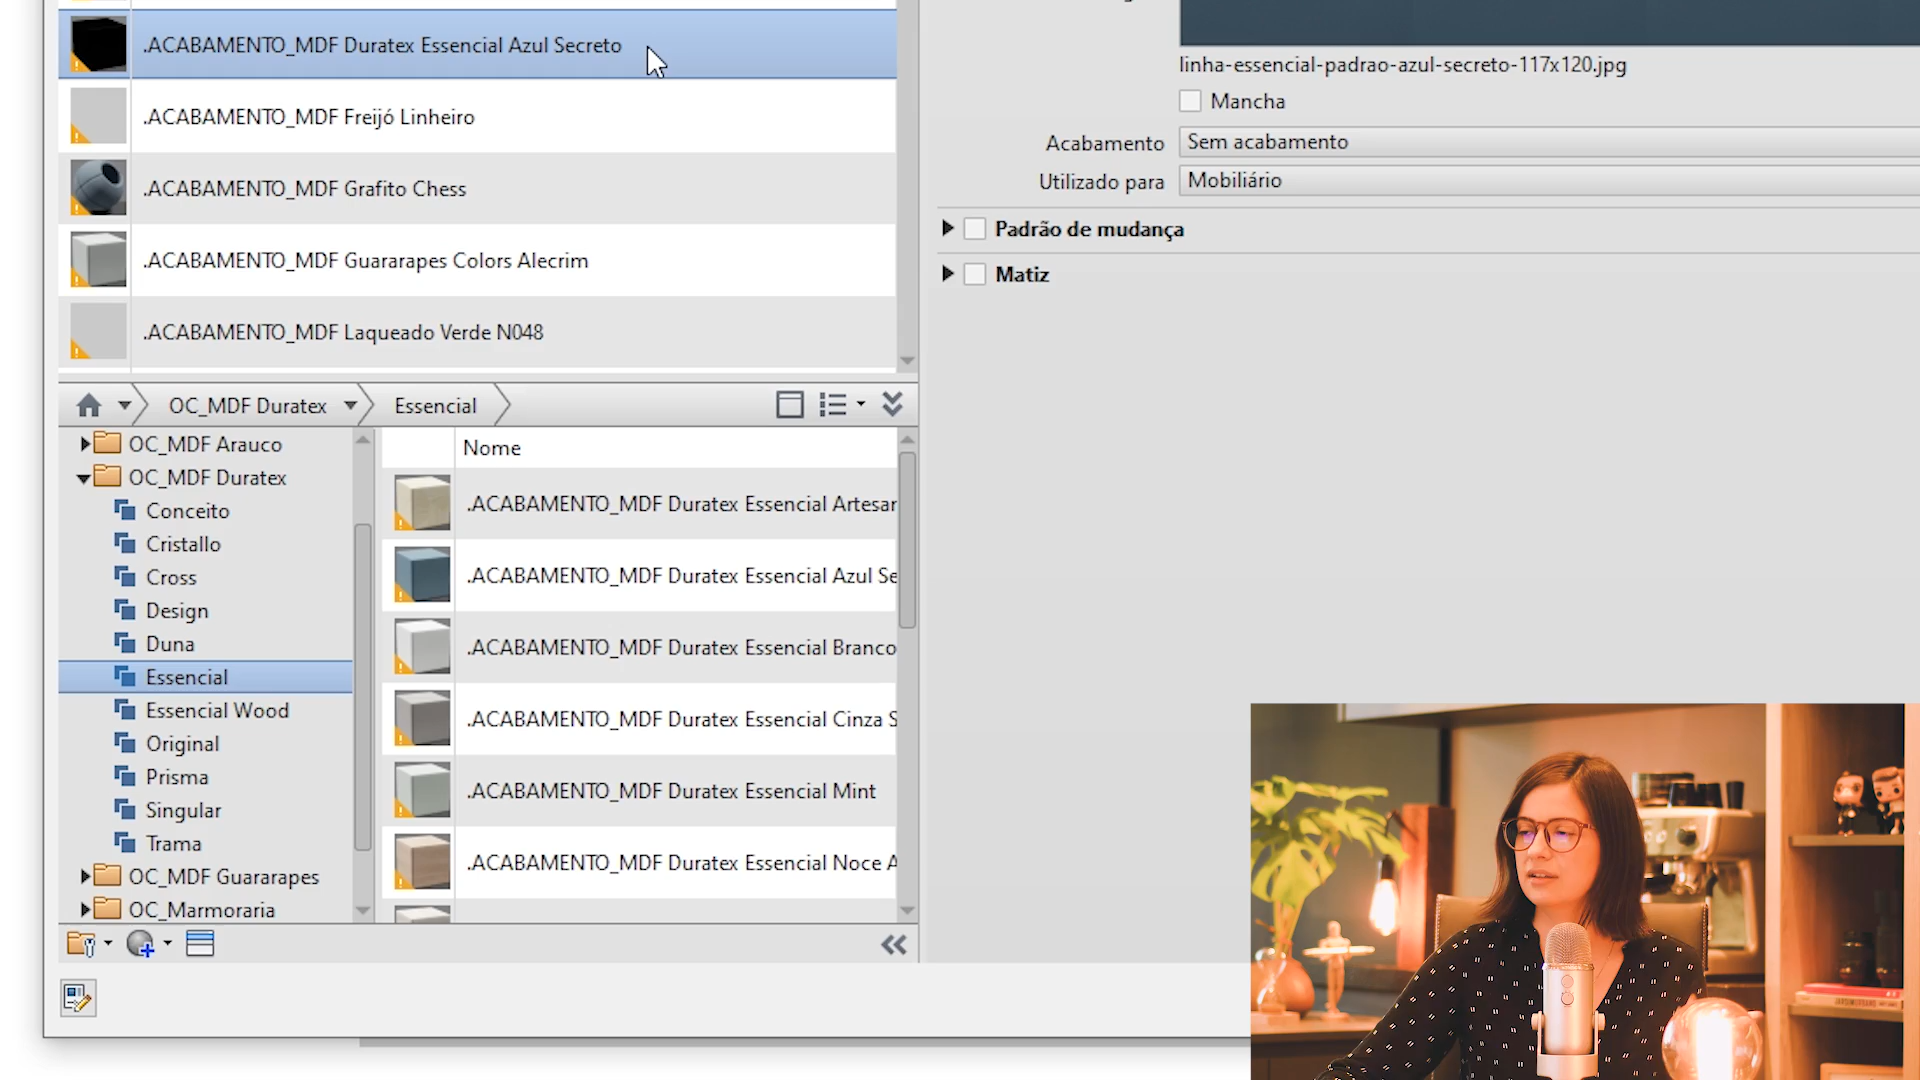 .ACABAMENTO_MDF Duratex Essencial Azul Secreto
.ACABAMENTO_MDF Freijó Linheiro
.ACABAMENTO_MDF Grafito Chess
.ACABAMENTO_MDF Guararapes Colors Alecrim
.ACABAMENTO_MDF Laqueado Verde N048
linha-essencial-padrao-azul-secreto-117x120.jpg
Mancha
Acabamento Sem acabamento
Utilizado para Mobiliário
Padrão de mudança
Matiz
OC_MDF Duratex Essencial
OC_MDF Arauco
OC_MDF Duratex
Conceito
Cristallo
Cross
Design
Duna
Essencial
Essencial Wood
Original
Prisma
Singular
Trama
OC_MDF Guararapes
OC_Marmoraria
Nome
.ACABAMENTO_MDF Duratex Essencial Artesar
.ACABAMENTO_MDF Duratex Essencial Azul Se
.ACABAMENTO_MDF Duratex Essencial Branco
.ACABAMENTO_MDF Duratex Essencial Cinza S
.ACABAMENTO_MDF Duratex Essencial Mint
.ACABAMENTO_MDF Duratex Essencial Noce A